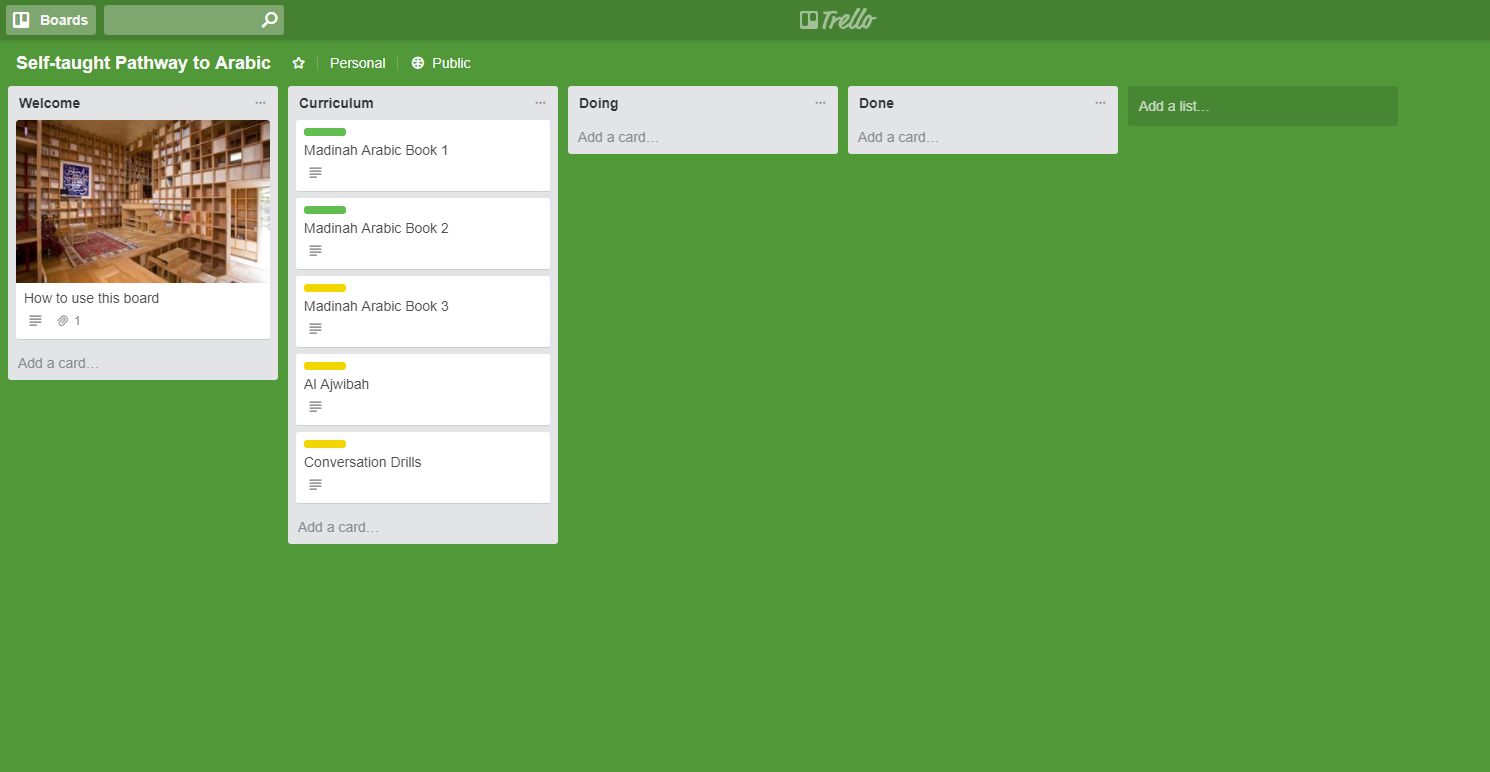 Boards
Trello
Self-taught Pathway to Arabic
Personal
Public
Welcome
How to use this board
1
Add a card…
Curriculum
Madinah Arabic Book 1
Madinah Arabic Book 2
Madinah Arabic Book 3
Al Ajwibah
Conversation Drills
Add a card…
Doing
Add a card…
Done
Add a card…
Add a list…